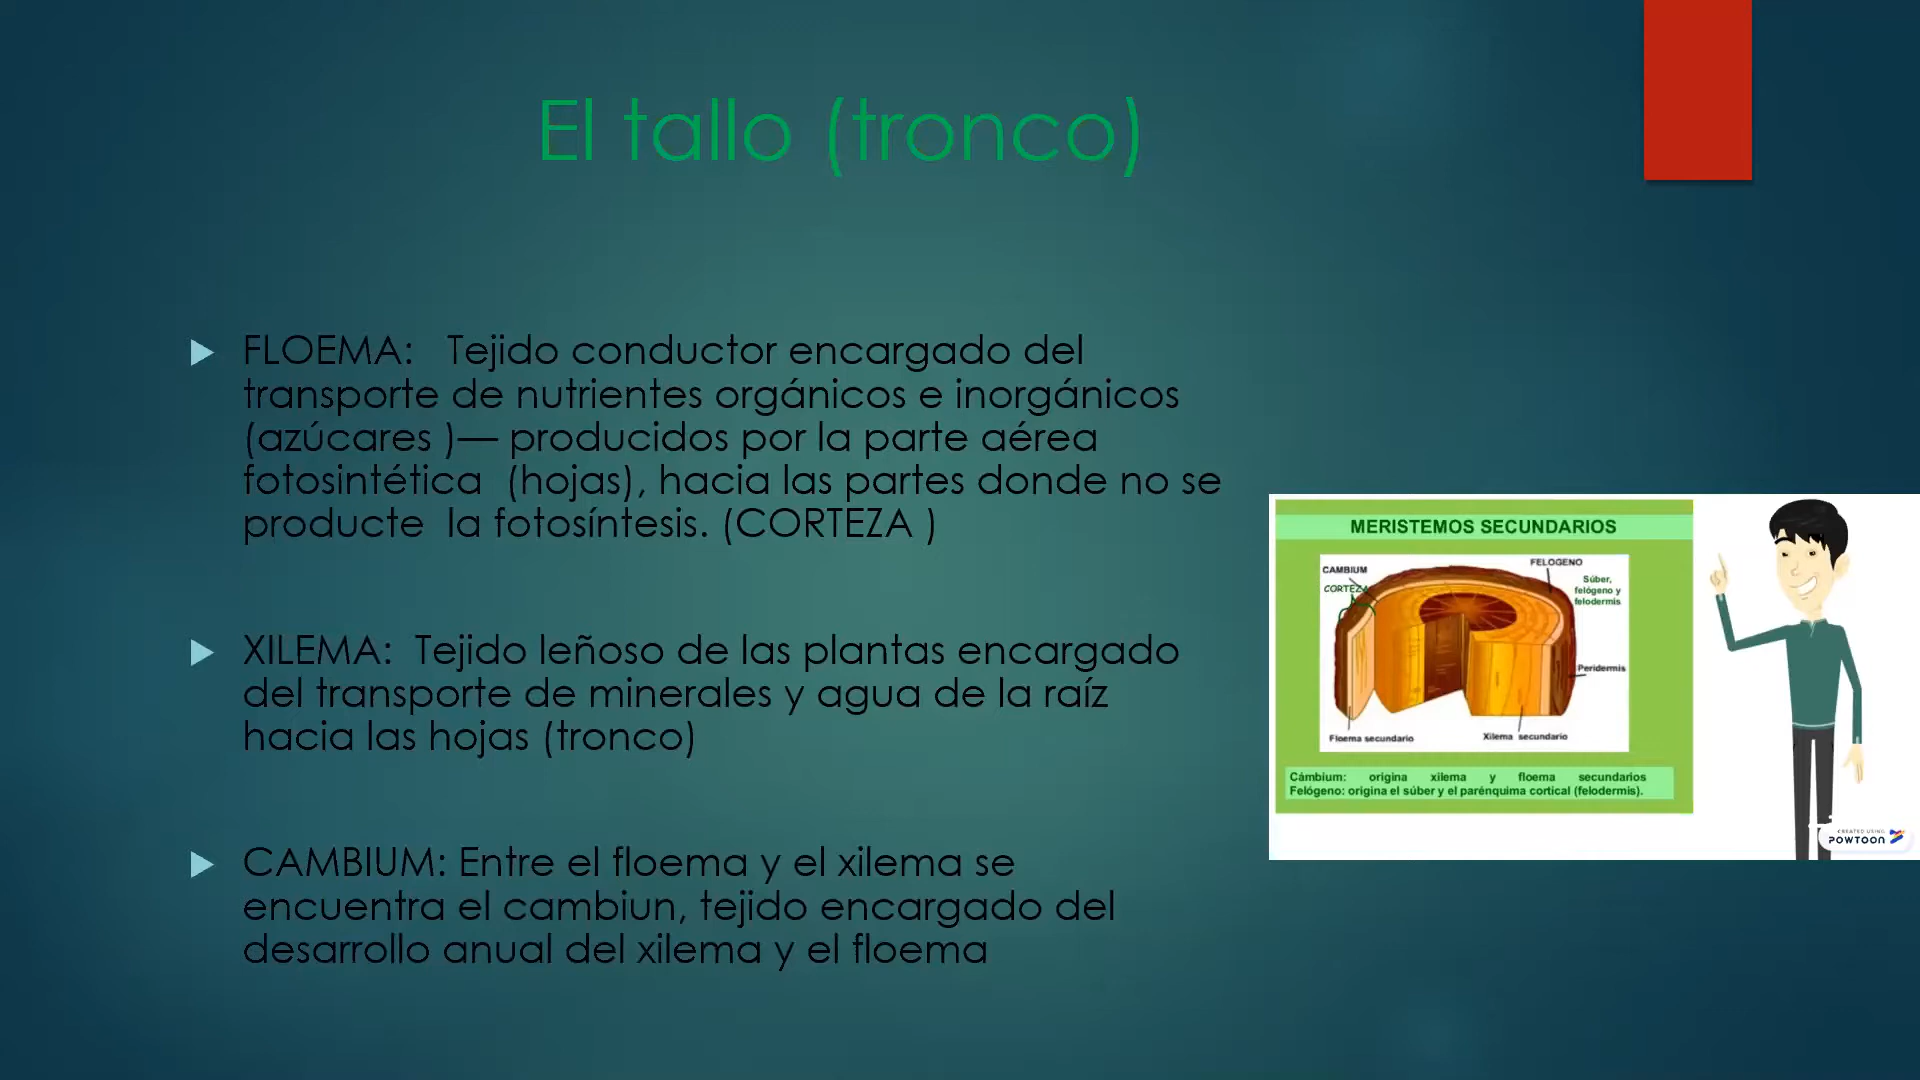 El tallo (tronco)
FLOEMA: Tejido conductor encargado del
transporte de nutrientes orgánicos e inorgánicos
(azúcares )— producidos por la parte aérea
fotosintética (hojas), hacia las partes donde no se
producte la fotosíntesis. (CORTEZA )
XILEMA: Tejido leñoso de las plantas encargado
del transporte de minerales y agua de la raíz
hacia las hojas (tronco)
CAMBIUM: Entre el floema y el xilema se
encuentra el cambiun, tejido encargado del
desarrollo anual del xilema y el floema
MERISTEMOS SECUNDARIOS
CAMBIUM
CORTEZA
FELOGENO
Súber,
felógeno y
felodermis
Peridermis
Floema secundario
Xilema secundario
Cámbium: origina xilema y floema secundarios
Felógeno: origina el súber y el parénquima cortical (felodermis).
CREATED USING
POWTOON